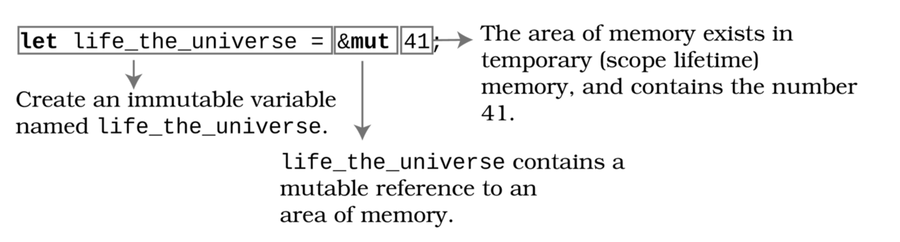 let life_the_universe = &mut 41;
The area of memory exists in
temporary (scope lifetime)
memory, and contains the number
41.
Create an immutable variable
named life_the_universe.
life_the_universe contains a
mutable reference to an
area of memory.